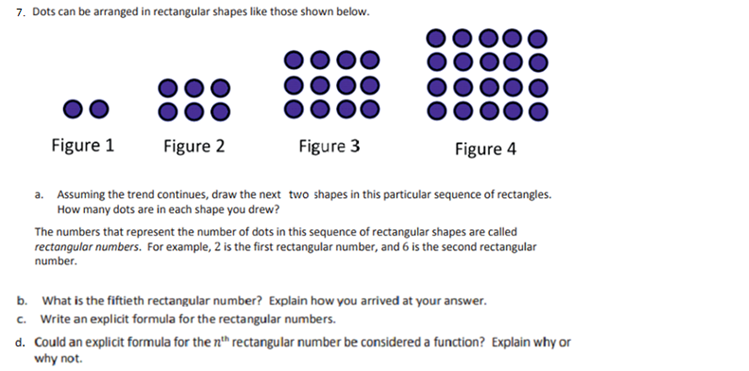 7. Dots can be arranged in rectangular shapes like those shown below.
Figure 1 Figure 2 Figure 3 Figure 4
a. Assuming the trend continues, draw the next two shapes in this particular sequence of rectangles.
How many dots are in each shape you drew?
The numbers that represent the number of dots in this sequence of rectangular shapes are called
rectangular numbers. For example, 2 is the first rectangular number, and 6 is the second rectangular
number.
b. What is the fiftieth rectangular number? Explain how you arrived at your answer.
c. Write an explicit formula for the rectangular numbers.
d. Could an explicit formula for the nth rectangular number be considered a function? Explain why or
why not.